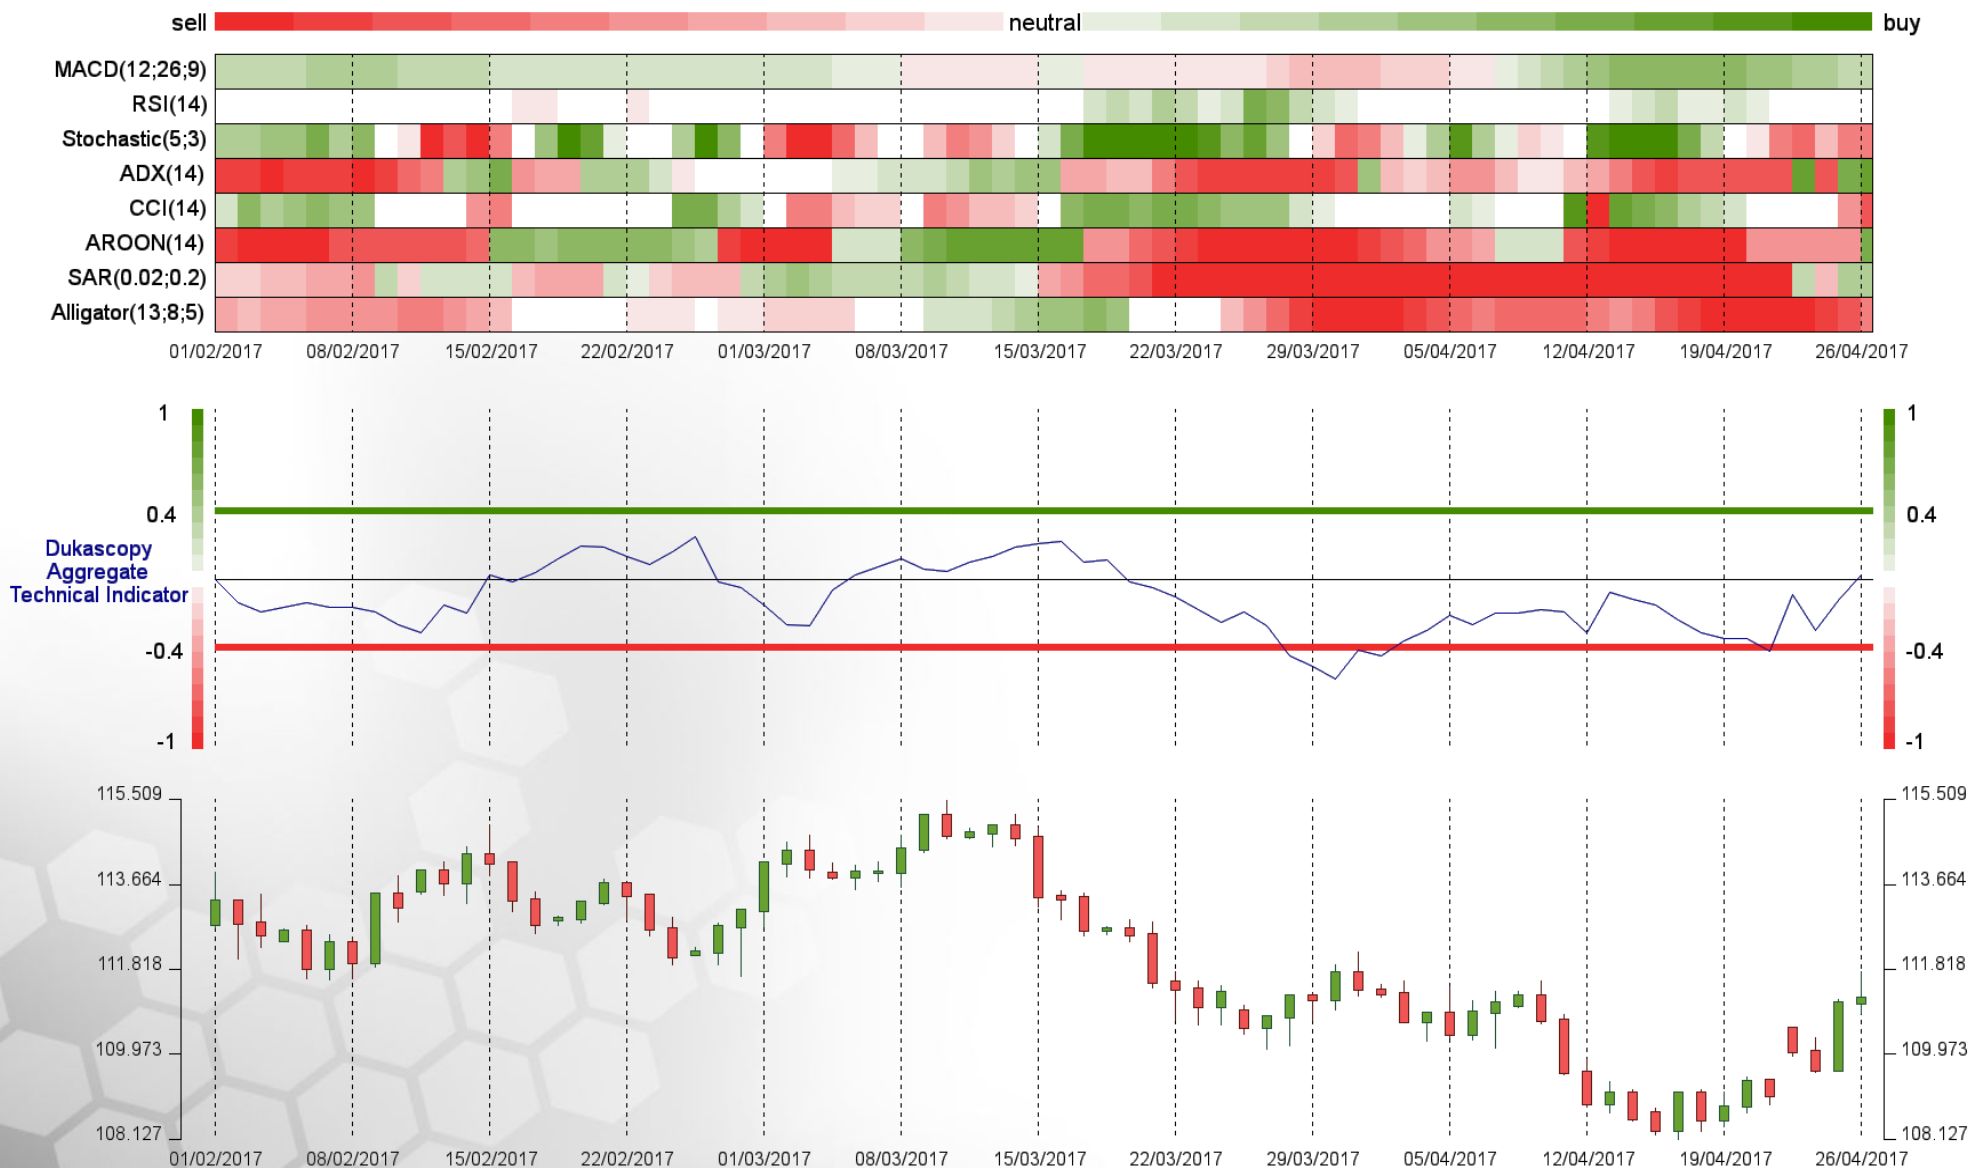 sell neutral buy
MACD(12;26;9)
RSI(14)
Stochastic(5;3)
ADX(14)
CCI(14)
AROON(14)
SAR(0.02;0.2)
Alligator(13;8;5)
01/02/2017 08/02/2017 15/02/2017 22/02/2017 01/03/2017 08/03/2017 15/03/2017 22/03/2017 29/03/2017 05/04/2017 12/04/2017 19/04/2017 26/04/2017
1 1
0.4 0.4
Dukascopy
Aggregate
Technical Indicator
-0.4 -0.4
-1 -1
115.509 115.509
113.664 113.664
111.818 111.818
109.973 109.973
108.127 108.127
01/02/2017 08/02/2017 15/02/2017 22/02/2017 01/03/2017 08/03/2017 15/03/2017 22/03/2017 29/03/2017 05/04/2017 12/04/2017 19/04/2017 26/04/2017